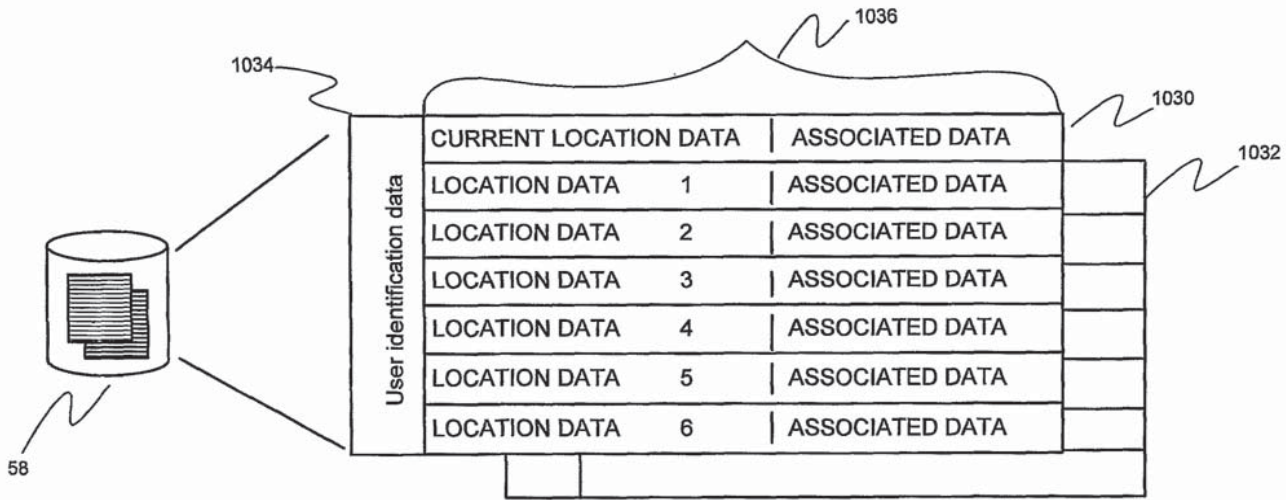 1036
1034
1030
CURRENT LOCATION DATA | ASSOCIATED DATA
1032
LOCATION DATA 1 | ASSOCIATED DATA
LOCATION DATA 2 | ASSOCIATED DATA
LOCATION DATA 3 | ASSOCIATED DATA
LOCATION DATA 4 | ASSOCIATED DATA
LOCATION DATA 5 | ASSOCIATED DATA
LOCATION DATA 6 | ASSOCIATED DATA
User identification data
58